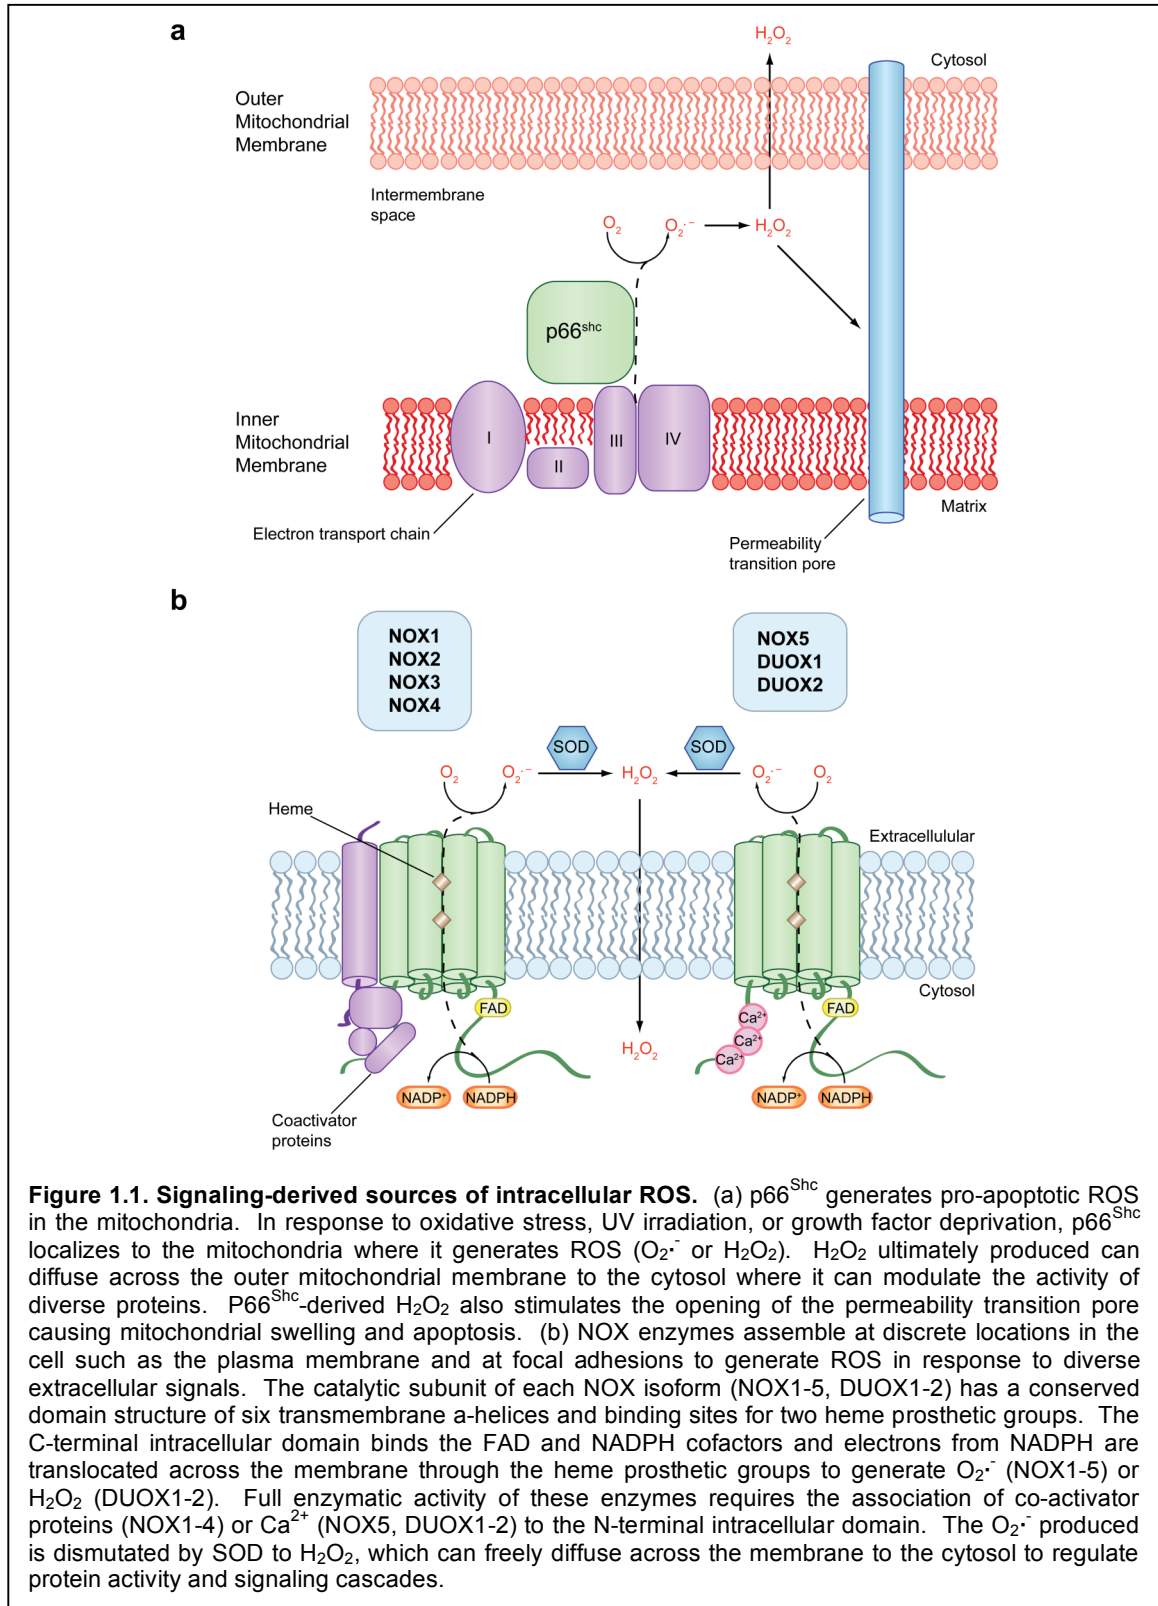 a
H₂O₂
Cytosol
Outer
Mitochondrial
Membrane
Intermembrane
space
O₂
O₂·⁻
H₂O₂
p66ˢʰᶜ
Inner
Mitochondrial
Membrane
I
II
III
IV
Matrix
Electron transport chain
Permeability
transition pore
b
NOX1
NOX2
NOX3
NOX4
NOX5
DUOX1
DUOX2
SOD
SOD
O₂
O₂·⁻
H₂O₂
O₂·⁻
O₂
Heme
Extracellulular
Cytosol
FAD
FAD
Ca²⁺
Ca²⁺
Ca²⁺
H₂O₂
NADP⁺
NADPH
NADP⁺
NADPH
Coactivator
proteins
Figure 1.1. Signaling-derived sources of intracellular ROS. (a) p66ˢʰᶜ generates pro-apoptotic ROS
in the mitochondria. In response to oxidative stress, UV irradiation, or growth factor deprivation, p66ˢʰᶜ
localizes to the mitochondria where it generates ROS (O₂·⁻ or H₂O₂). H₂O₂ ultimately produced can
diffuse across the outer mitochondrial membrane to the cytosol where it can modulate the activity of
diverse proteins. P66ˢʰᶜ-derived H₂O₂ also stimulates the opening of the permeability transition pore
causing mitochondrial swelling and apoptosis. (b) NOX enzymes assemble at discrete locations in the
cell such as the plasma membrane and at focal adhesions to generate ROS in response to diverse
extracellular signals. The catalytic subunit of each NOX isoform (NOX1-5, DUOX1-2) has a conserved
domain structure of six transmembrane a-helices and binding sites for two heme prosthetic groups. The
C-terminal intracellular domain binds the FAD and NADPH cofactors and electrons from NADPH are
translocated across the membrane through the heme prosthetic groups to generate O₂·⁻ (NOX1-5) or
H₂O₂ (DUOX1-2). Full enzymatic activity of these enzymes requires the association of co-activator
proteins (NOX1-4) or Ca²⁺ (NOX5, DUOX1-2) to the N-terminal intracellular domain. The O₂·⁻ produced
is dismutated by SOD to H₂O₂, which can freely diffuse across the membrane to the cytosol to regulate
protein activity and signaling cascades.